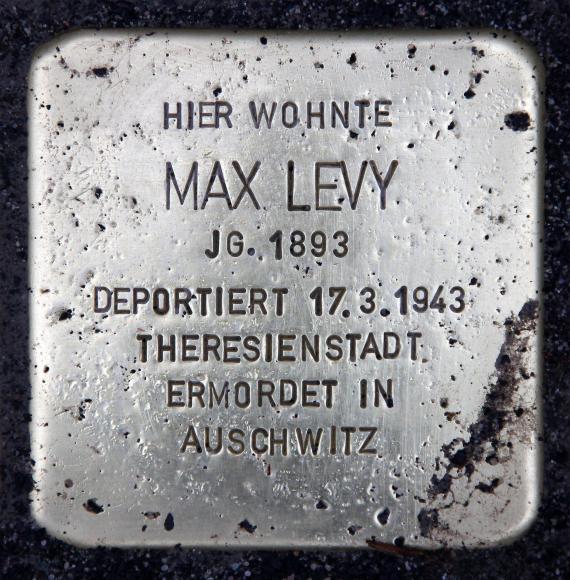 HIER WOHNTE
MAX LEVY
JG. 1893
DEPORTIERT 17.3.1943
THERESIENSTADT
ERMORDET IN
AUSCHWITZ